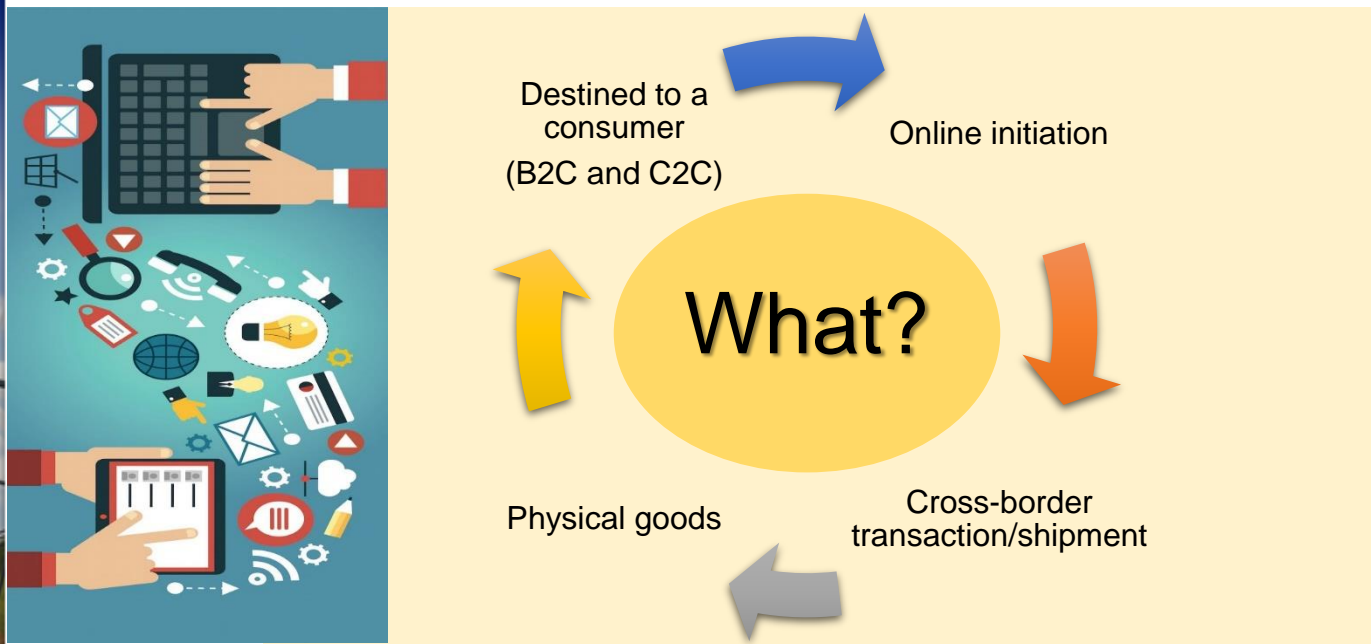 Destined to a
consumer
(B2C and C2C)
Online initiation
What?
Physical goods
Cross-border
transaction/shipment